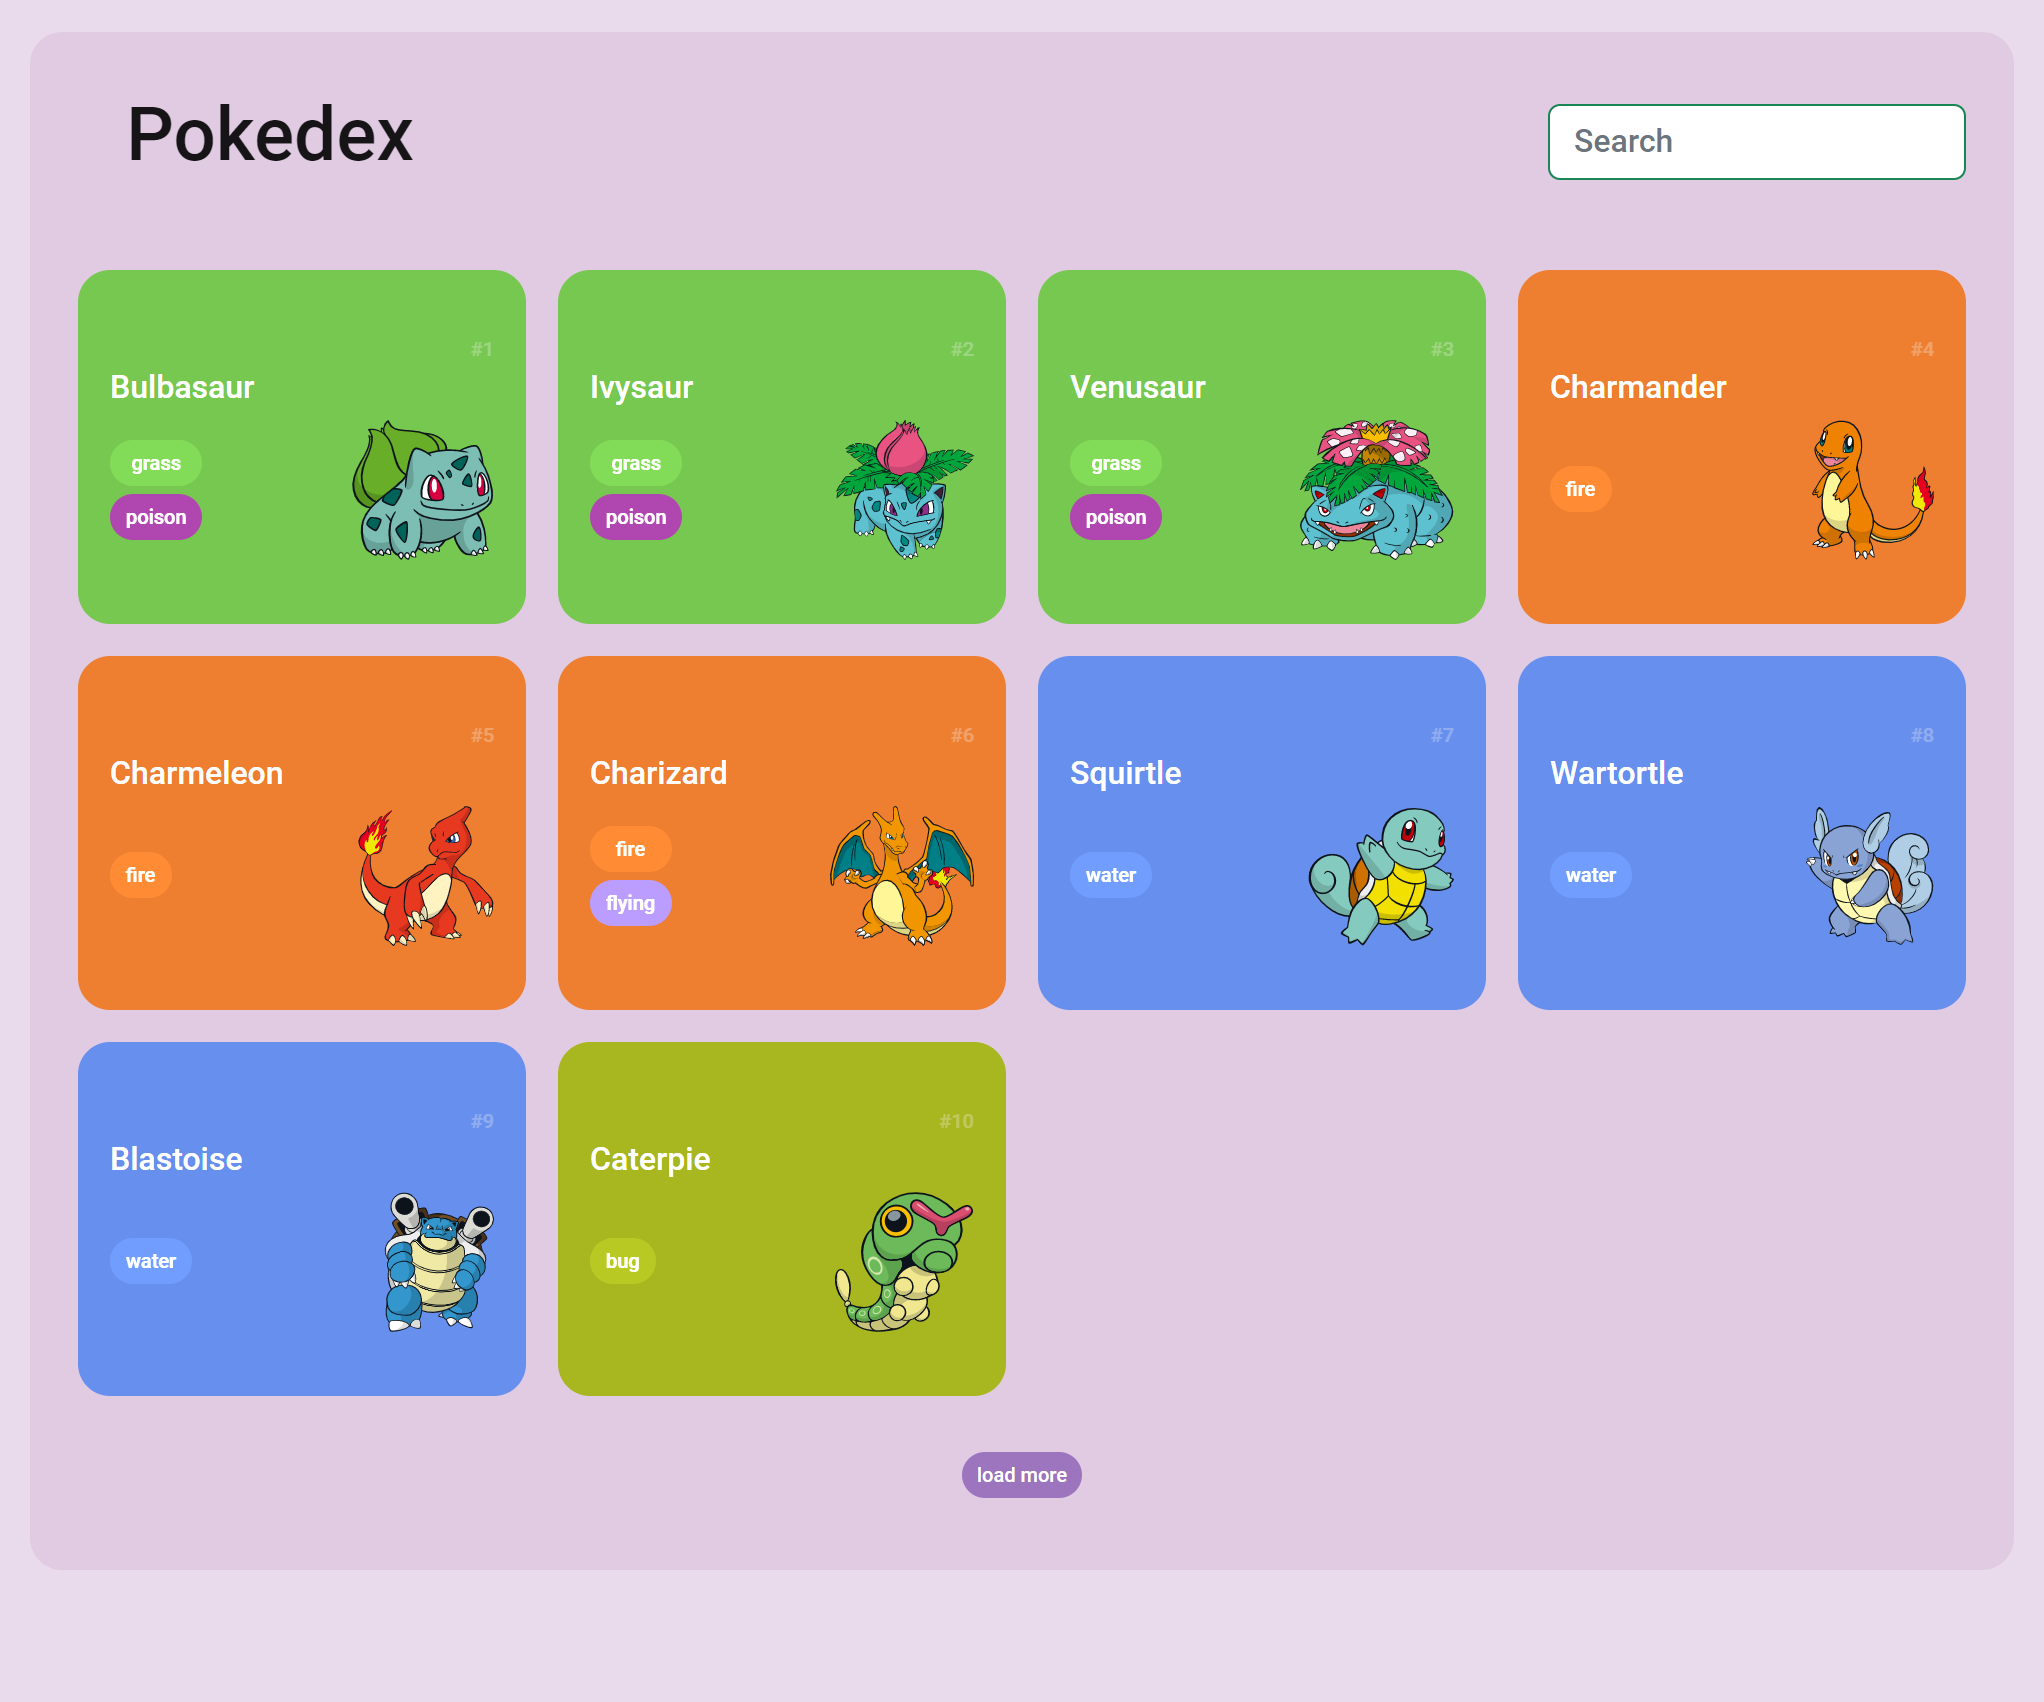 Pokedex
Search
#1
Bulbasaur
grass
poison
#2
Ivysaur
grass
poison
#3
Venusaur
grass
poison
#4
Charmander
fire
#5
Charmeleon
fire
#6
Charizard
fire
flying
#7
Squirtle
water
#8
Wartortle
water
#9
Blastoise
water
#10
Caterpie
bug
load more